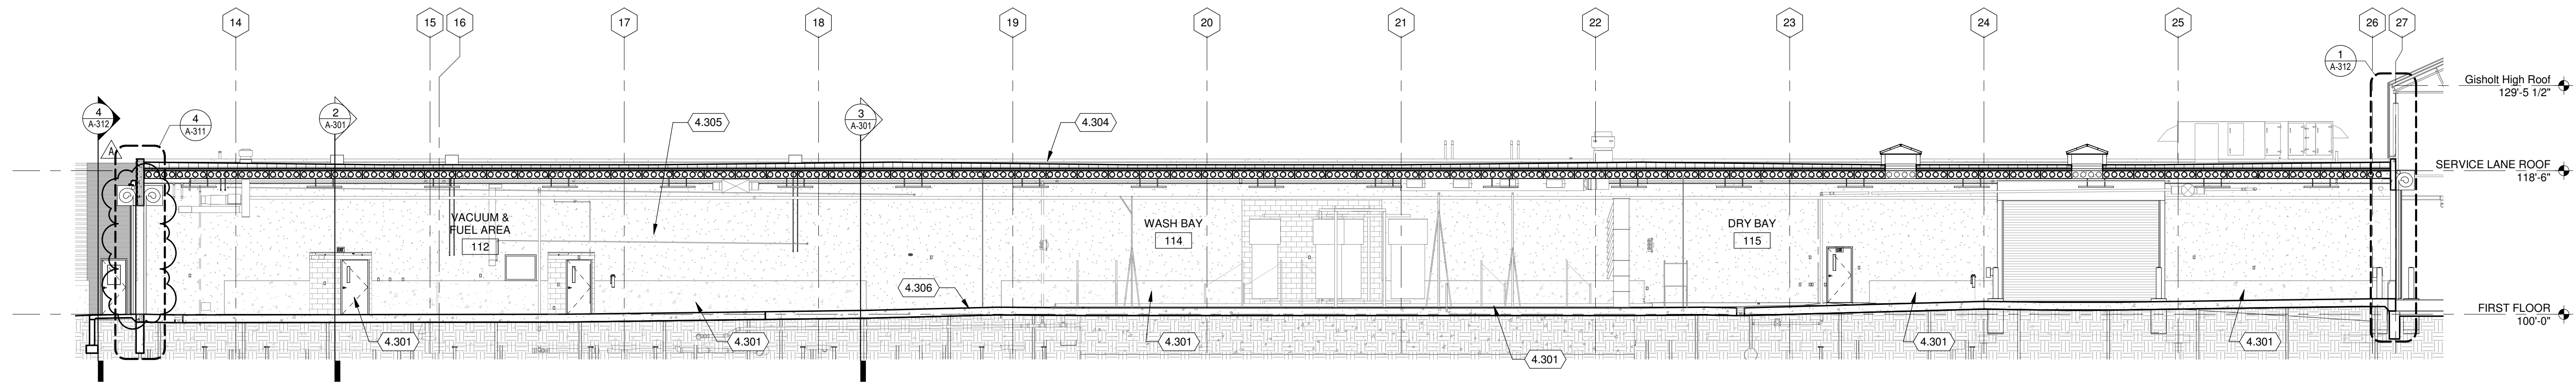 14
15
16
17
18
19
20
21
22
23
24
25
26
27
1
A-312
Gisholt High Roof
129'-5 1/2"
4
A-312
4
A-311
2
A-301
3
A-301
4.305
4.304
A
SERVICE LANE ROOF
118'-6"
VACUUM &
FUEL AREA
112
WASH BAY
114
DRY BAY
115
4.306
FIRST FLOOR
100'-0"
4.301
4.301
4.301
4.301
4.301
4.301